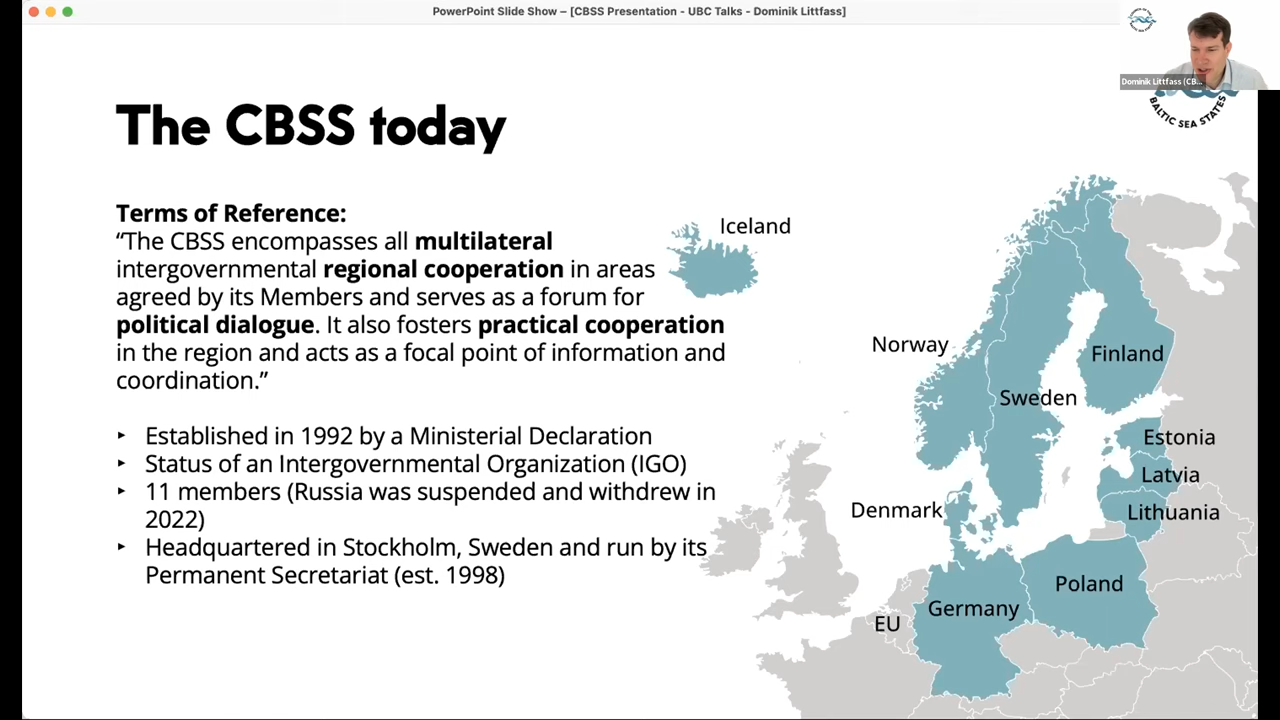 PowerPoint Slide Show – [CBSS Presentation - UBC Talks - Dominik Littfass]
Dominik Littfass (CB...
BALTIC SEA STATES
The CBSS today
Terms of Reference:
“The CBSS encompasses all multilateral
intergovernmental regional cooperation in areas
agreed by its Members and serves as a forum for
political dialogue. It also fosters practical cooperation
in the region and acts as a focal point of information and
coordination.”
‣ Established in 1992 by a Ministerial Declaration
‣ Status of an Intergovernmental Organization (IGO)
‣ 11 members (Russia was suspended and withdrew in
2022)
‣ Headquartered in Stockholm, Sweden and run by its
Permanent Secretariat (est. 1998)
Iceland
Norway
Finland
Sweden
Estonia
Latvia
Denmark
Lithuania
Poland
Germany
EU